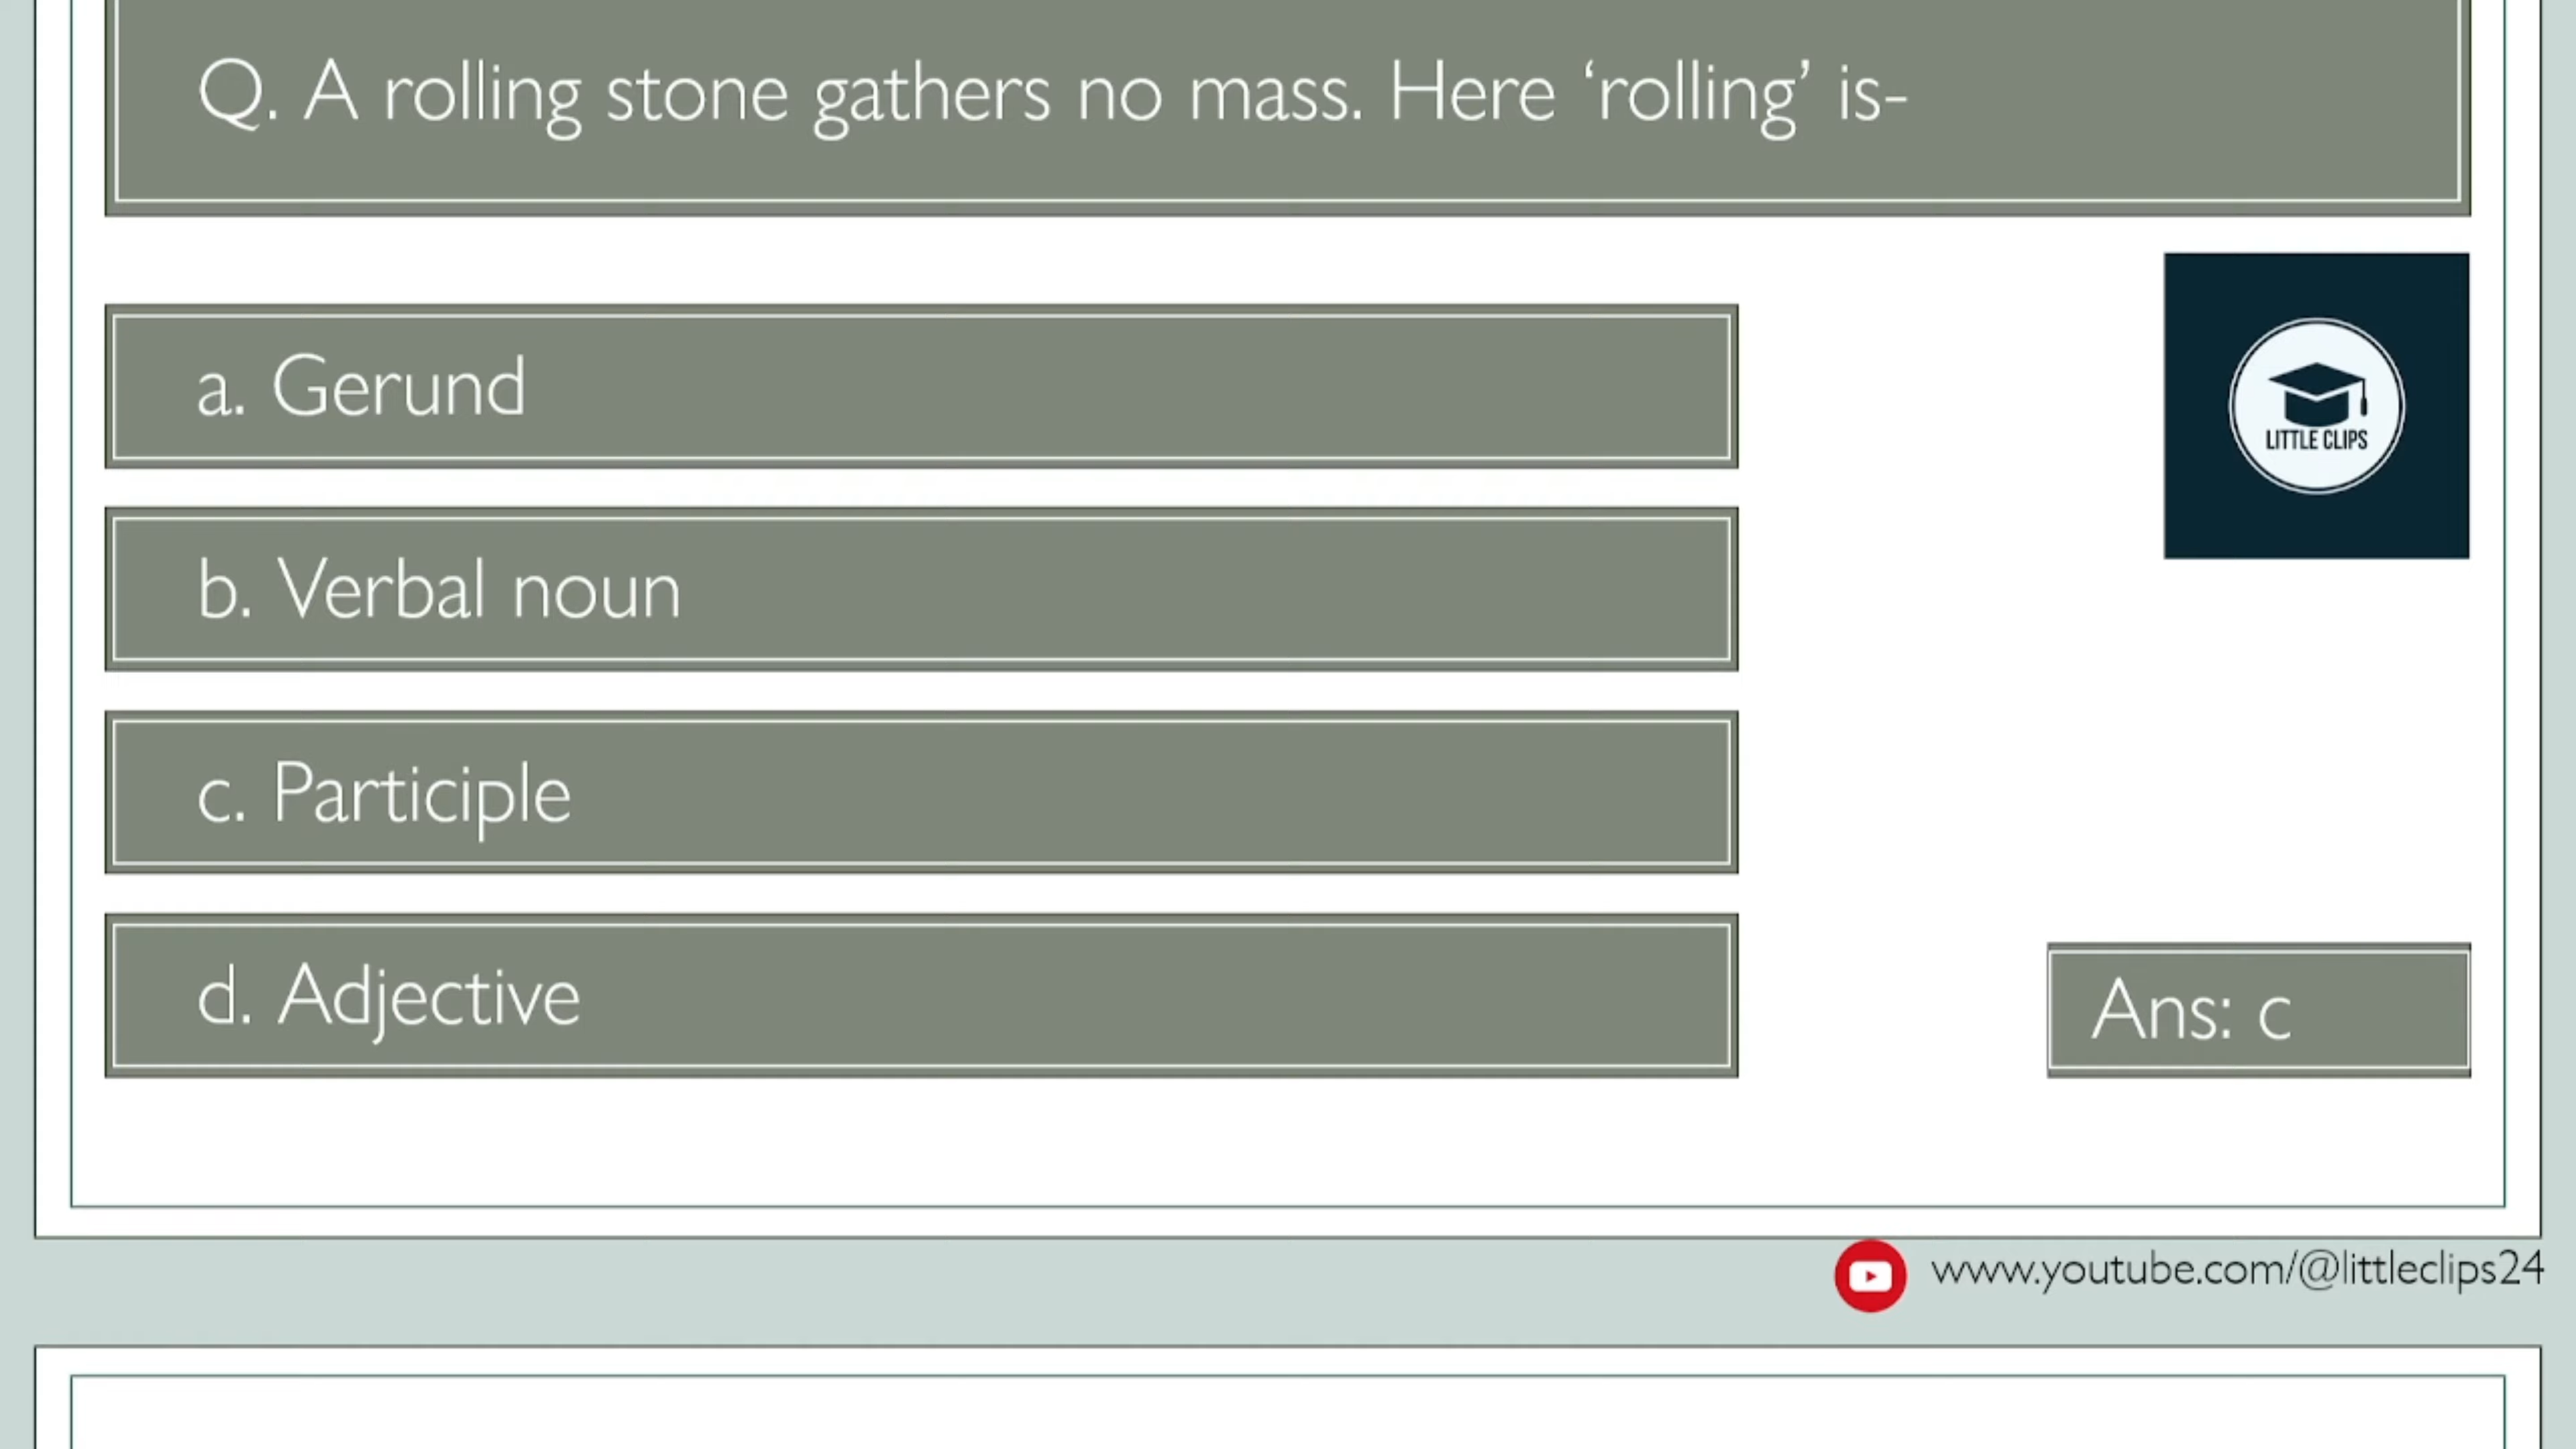 Q. A rolling stone gathers no mass. Here ‘rolling’ is-
a. Gerund
LITTLE CLIPS
b. Verbal noun
c. Participle
d. Adjective
Ans: c
www.youtube.com/@littleclips24